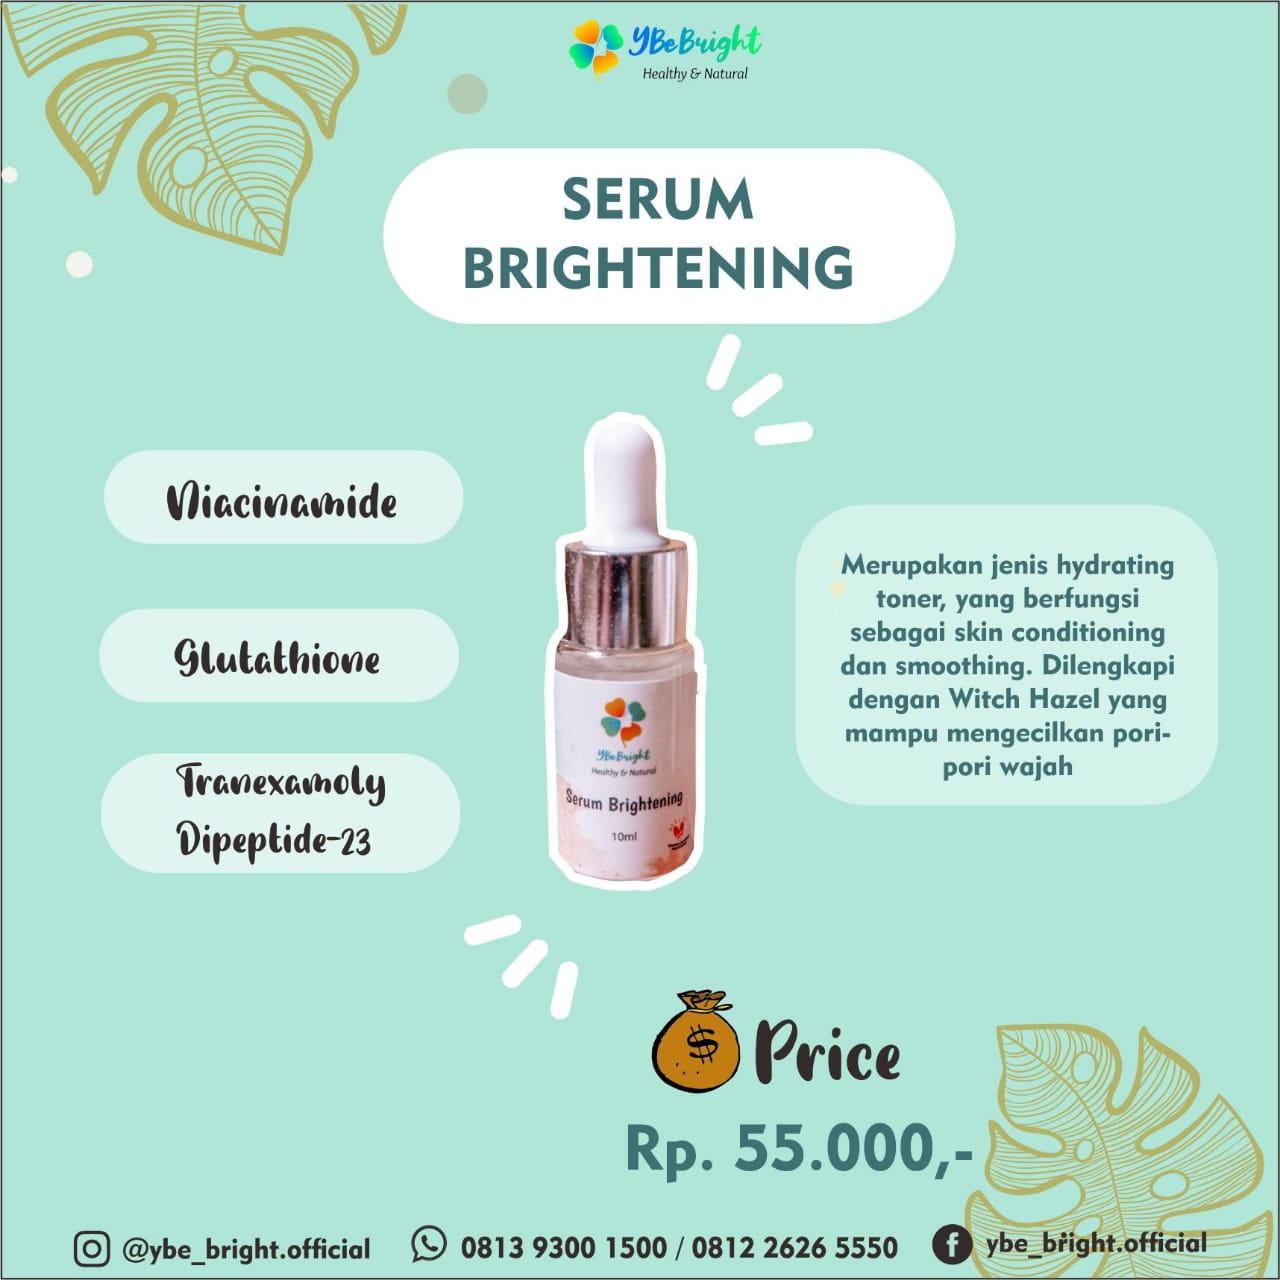 YBeBright
Healthy & Natural
SERUM
BRIGHTENING
Niacinamide
Glutathione
Tranexamoly
Dipeptide-23
YBeBright
Healthy & Natural
Serum Brightening
10ml
Merupakan jenis hydrating
toner, yang berfungsi
sebagai skin conditioning
dan smoothing. Dilengkapi
dengan Witch Hazel yang
mampu mengecilkan pori-
pori wajah
$
Price
Rp. 55.000,-
@ybe_bright.official
0813 9300 1500 / 0812 2626 5550
ybe_bright.official